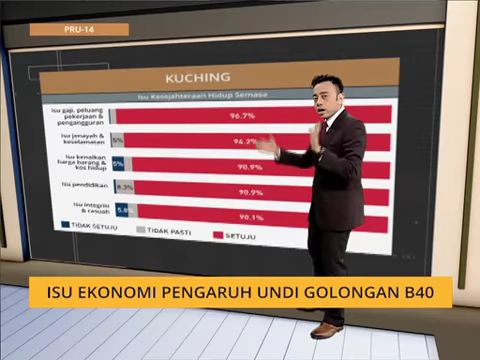 PRU-14
KUCHING
Isu Kesejahteraan Hidup Semasa
Isu gaji, peluang
pekerjaan &
pengangguran
96.7%
Isu jenayah &
keselamatan
5%
94.2%
Isu kenaikan
harga barang &
kos hidup
5%
90.9%
Isu pendidikan
8.3%
90.9%
Isu integriti
& rasuah
5.8%
90.1%
TIDAK SETUJU
TIDAK PASTI
SETUJU
ISU EKONOMI PENGARUH UNDI GOLONGAN B40